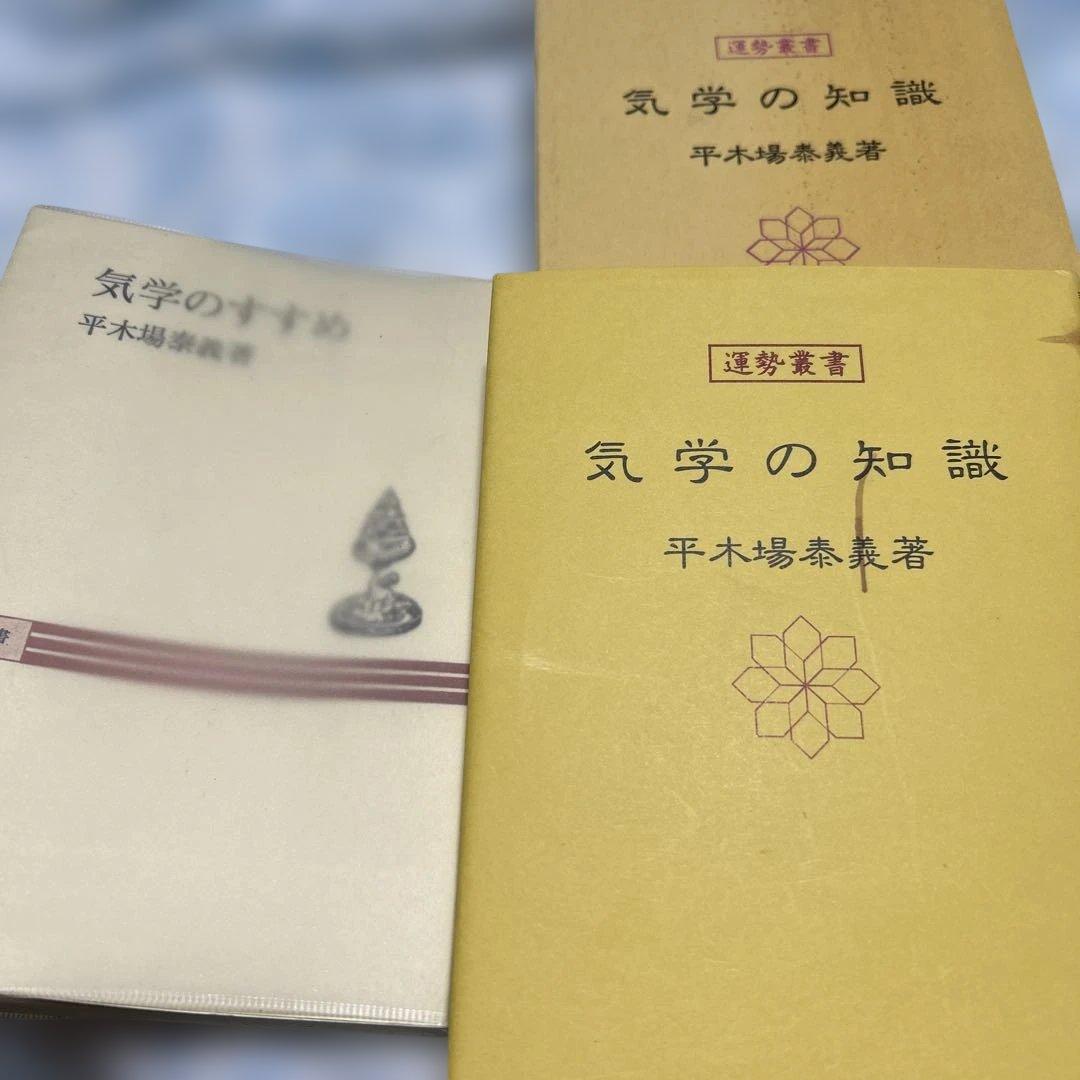 運勢叢書
気学の知識
平木場泰義著
気学のすすめ
平木場泰義著
書
運勢叢書
気学の知識
平木場泰義著